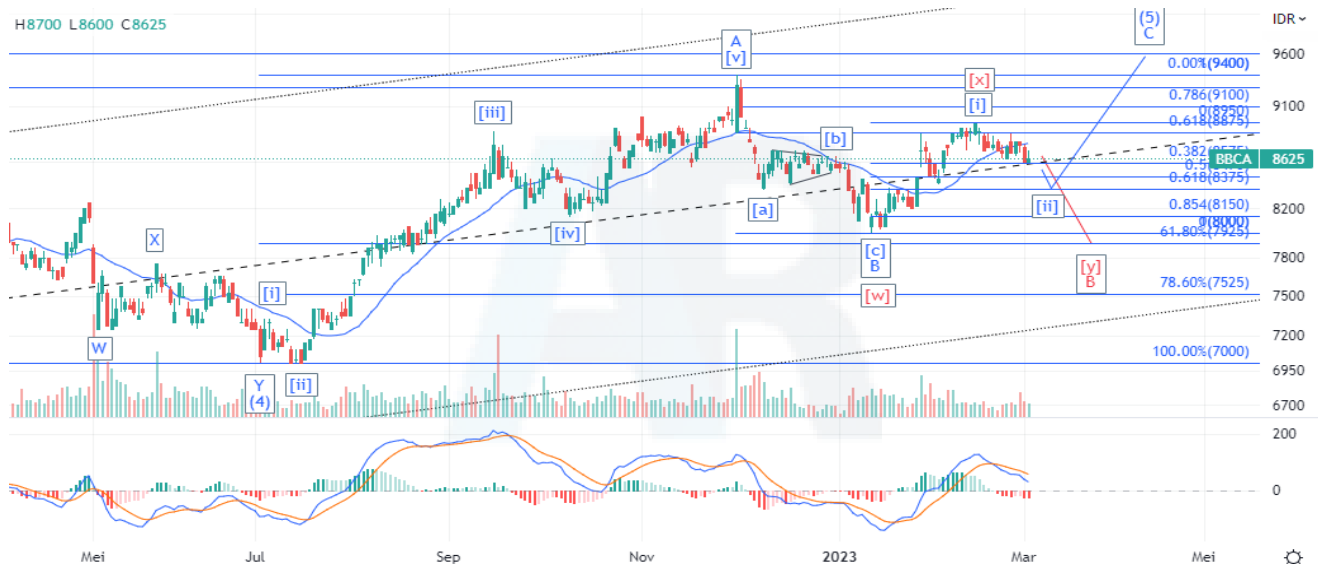 H8700 L8600 C8625
IDR
(5)
C
A
[v]
9600
0.00%(9400)
[x]
[i]
0.786(9100)
9100
[iii]
0(8950)
0.618(8875)
[b]
0.382(8575)
BBCA 8625
0.618(8375)
X
[a]
[ii]
0.854(8150)
8200
[iv]
0(8000)
61.80%(7925)
[c]
B
7800
[i]
[w]
[y]
B
78.60%(7525)
7500
W
7200
100.00%(7000)
Y
(4)
[ii]
6950
6700
AR
200
0
Mei Jul Sep Nov 2023 Mar Mei